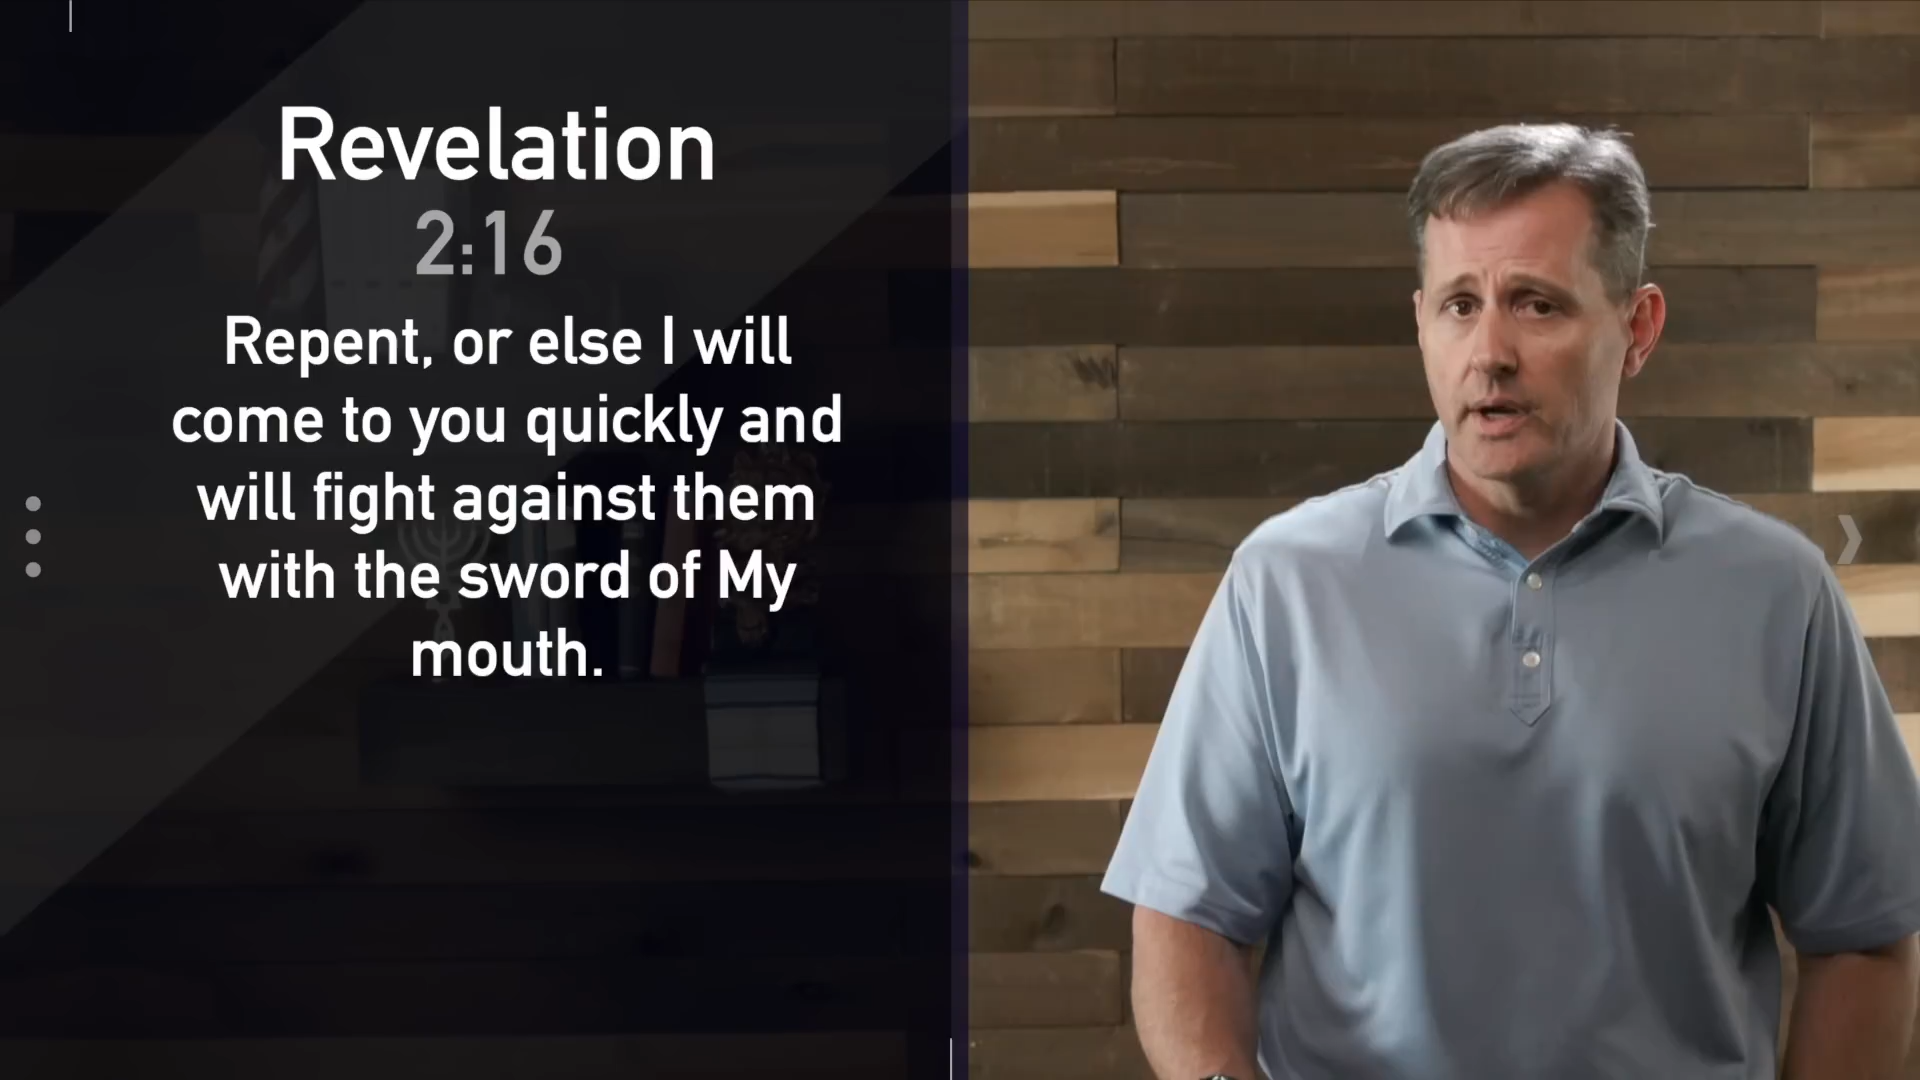 Revelation
2:16
Repent, or else I will
come to you quickly and
will fight against them
with the sword of My
mouth.